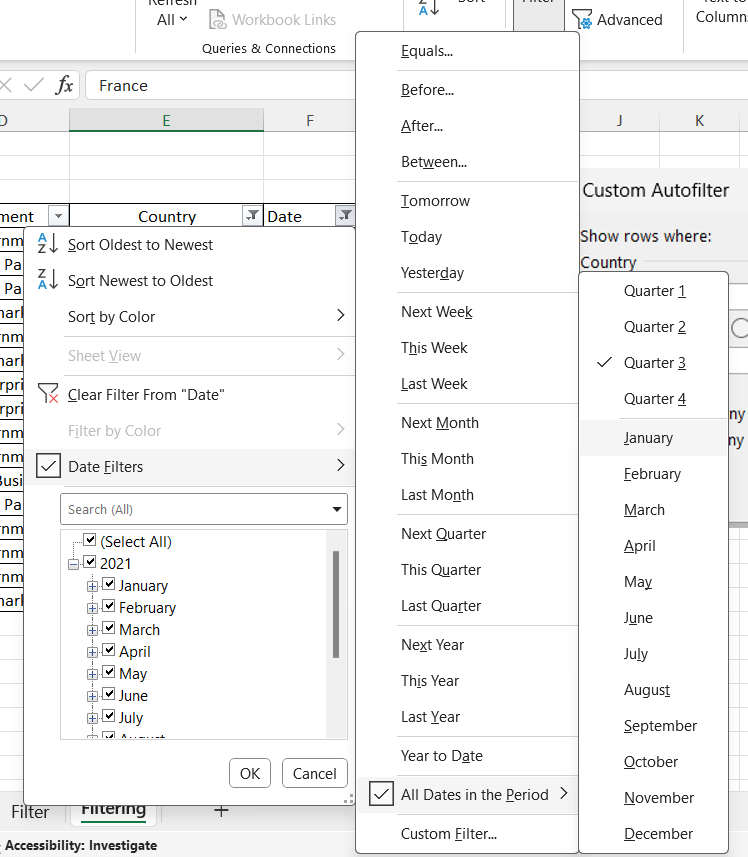 Refresh
All
Workbook Links
Queries & Connections
Z
A
Sort
Filter
Advanced
Text to
Column
fx
France
D
E
F
J
K
ment
Country
Date
Custom Autofilter
Show rows where:
Country
ny
ny
Sort Oldest to Newest
Sort Newest to Oldest
Sort by Color
Sheet View
Clear Filter From "Date"
Filter by Color
Date Filters
Search (All)
(Select All)
2021
January
February
March
April
May
June
July
August
OK
Cancel
Equals...
Before...
After...
Between...
Tomorrow
Today
Yesterday
Next Week
This Week
Last Week
Next Month
This Month
Last Month
Next Quarter
This Quarter
Last Quarter
Next Year
This Year
Last Year
Year to Date
All Dates in the Period
Custom Filter...
Quarter 1
Quarter 2
Quarter 3
Quarter 4
January
February
March
April
May
June
July
August
September
October
November
December
Filter
Filtering
Accessibility: Investigate